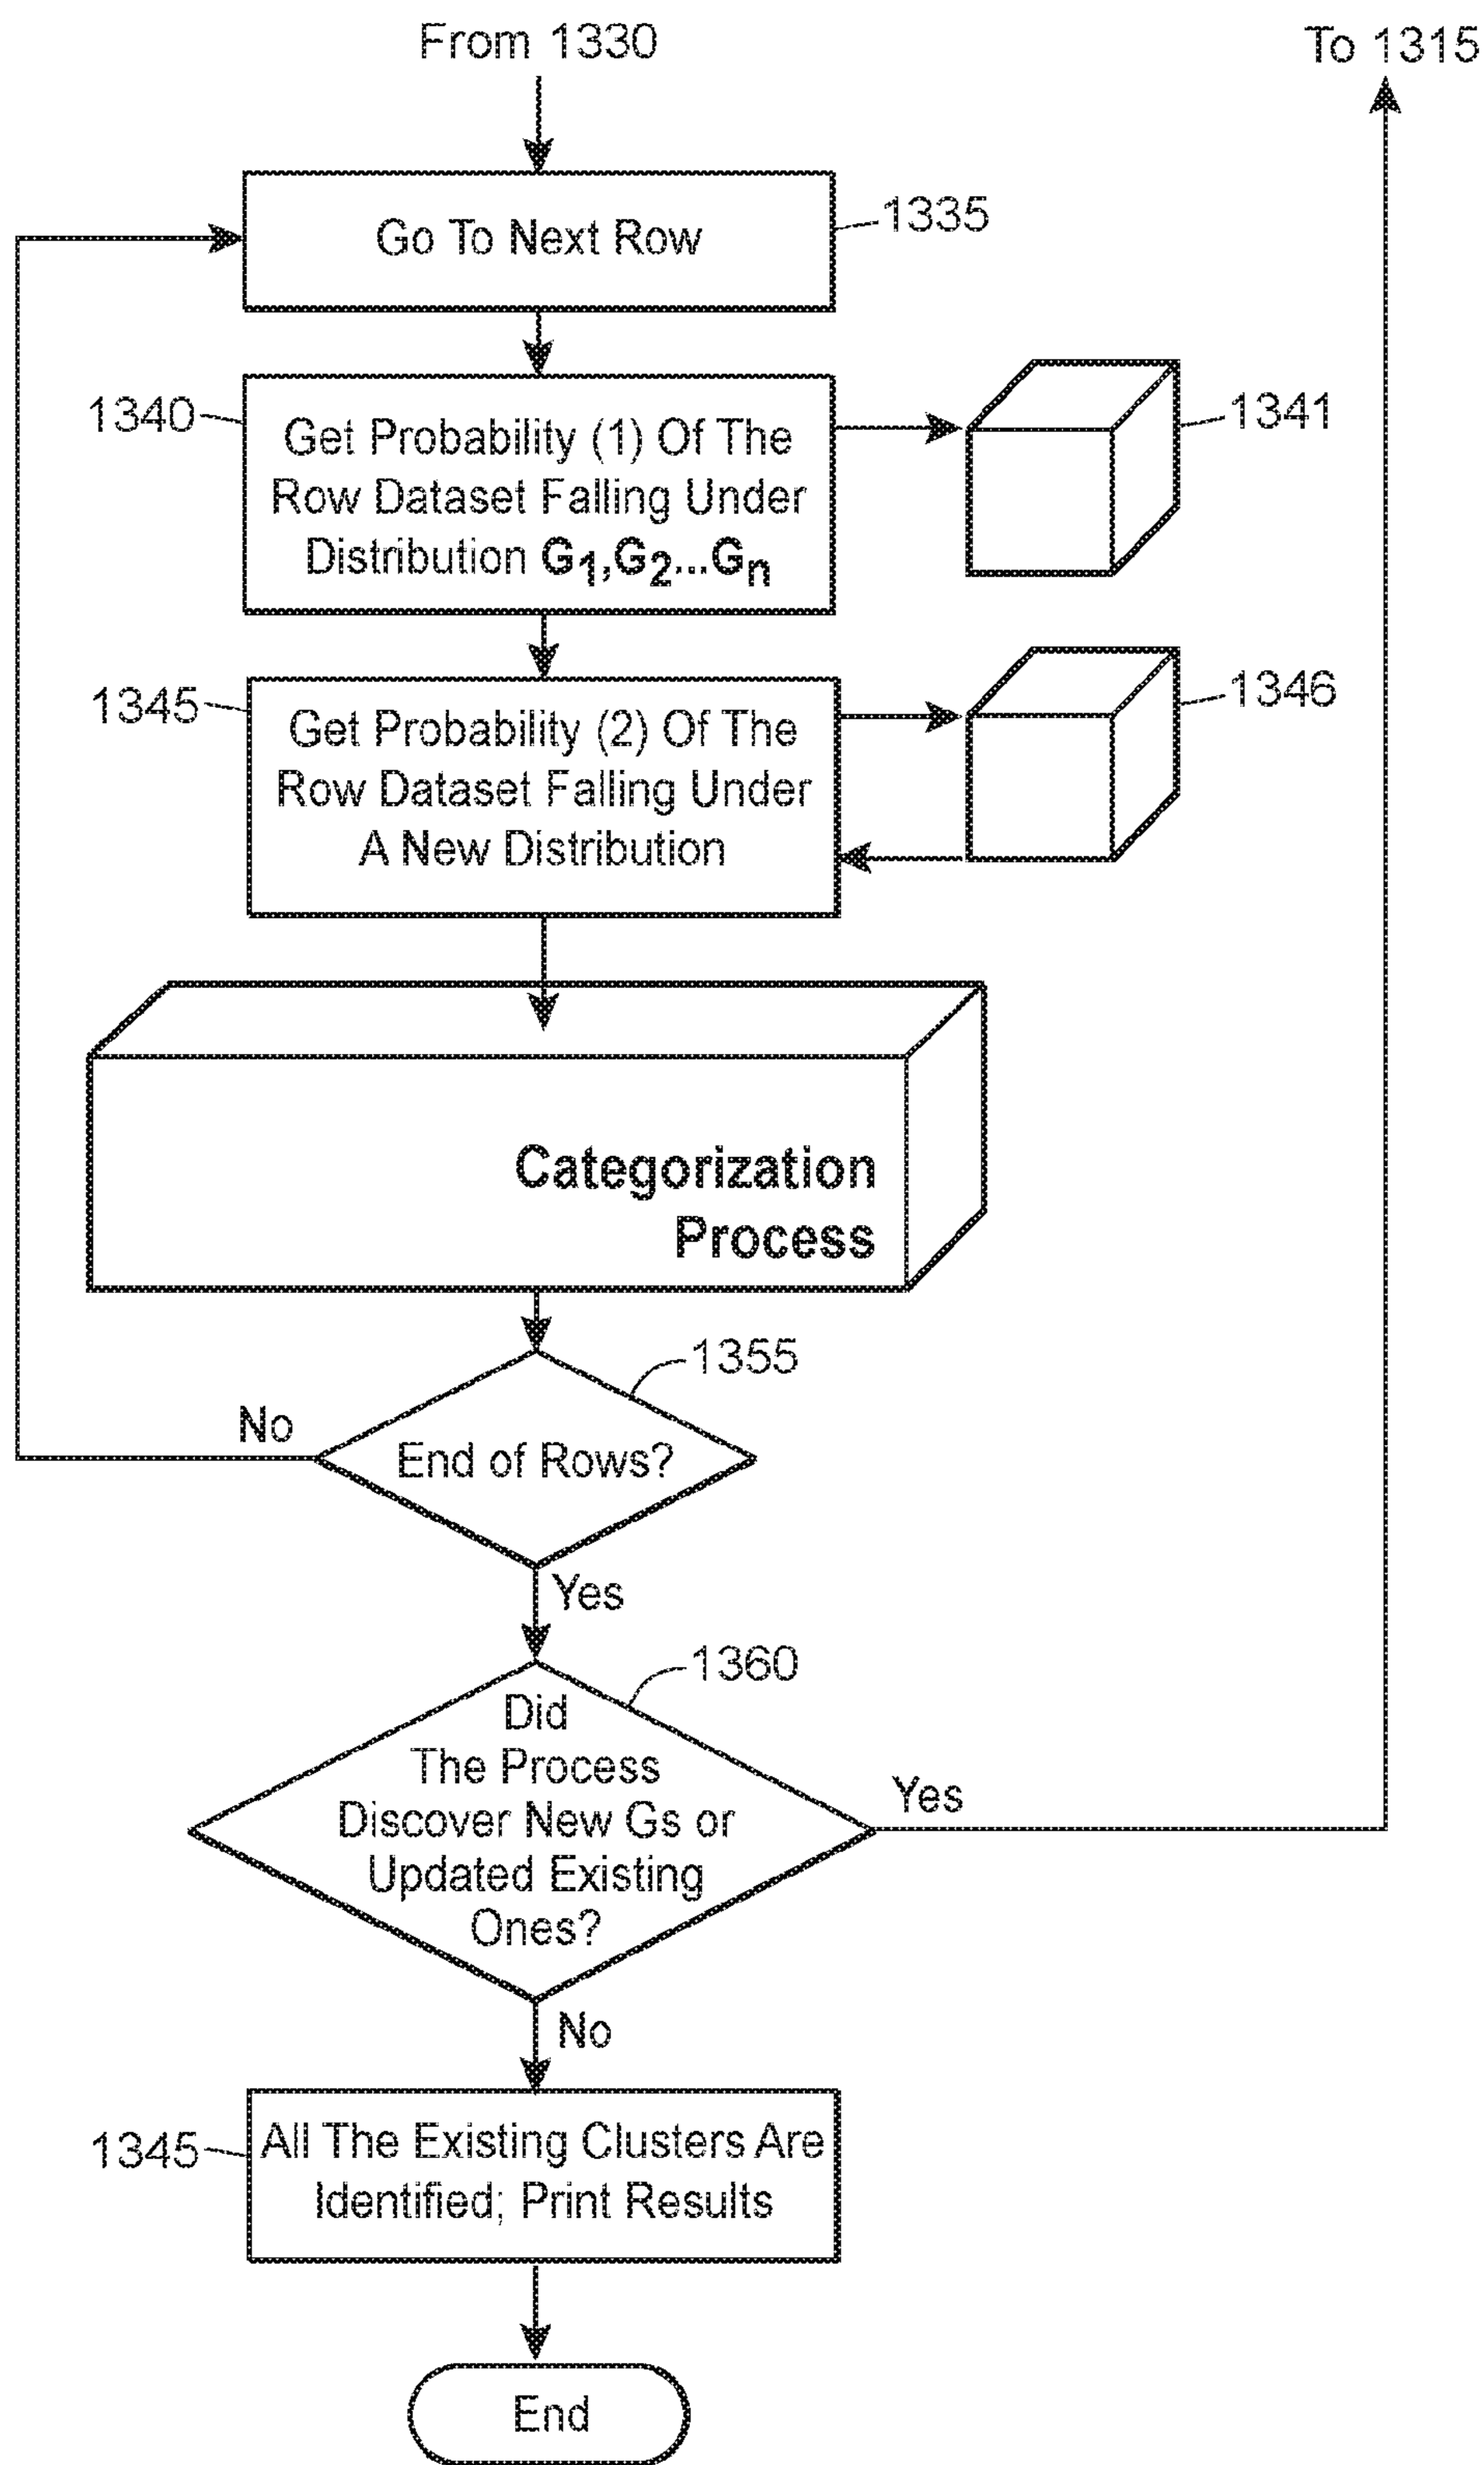 From 1330
To 1315
Go To Next Row
1335
1340
Get Probability (1) Of The
Row Dataset Falling Under
Distribution G1,G2...Gn
1341
1345
Get Probability (2) Of The
Row Dataset Falling Under
A New Distribution
1346
Categorization
Process
1355
No
End of Rows?
Yes
1360
Did
The Process
Discover New Gs or
Updated Existing
Ones?
Yes
No
1345
All The Existing Clusters Are
Identified; Print Results
End